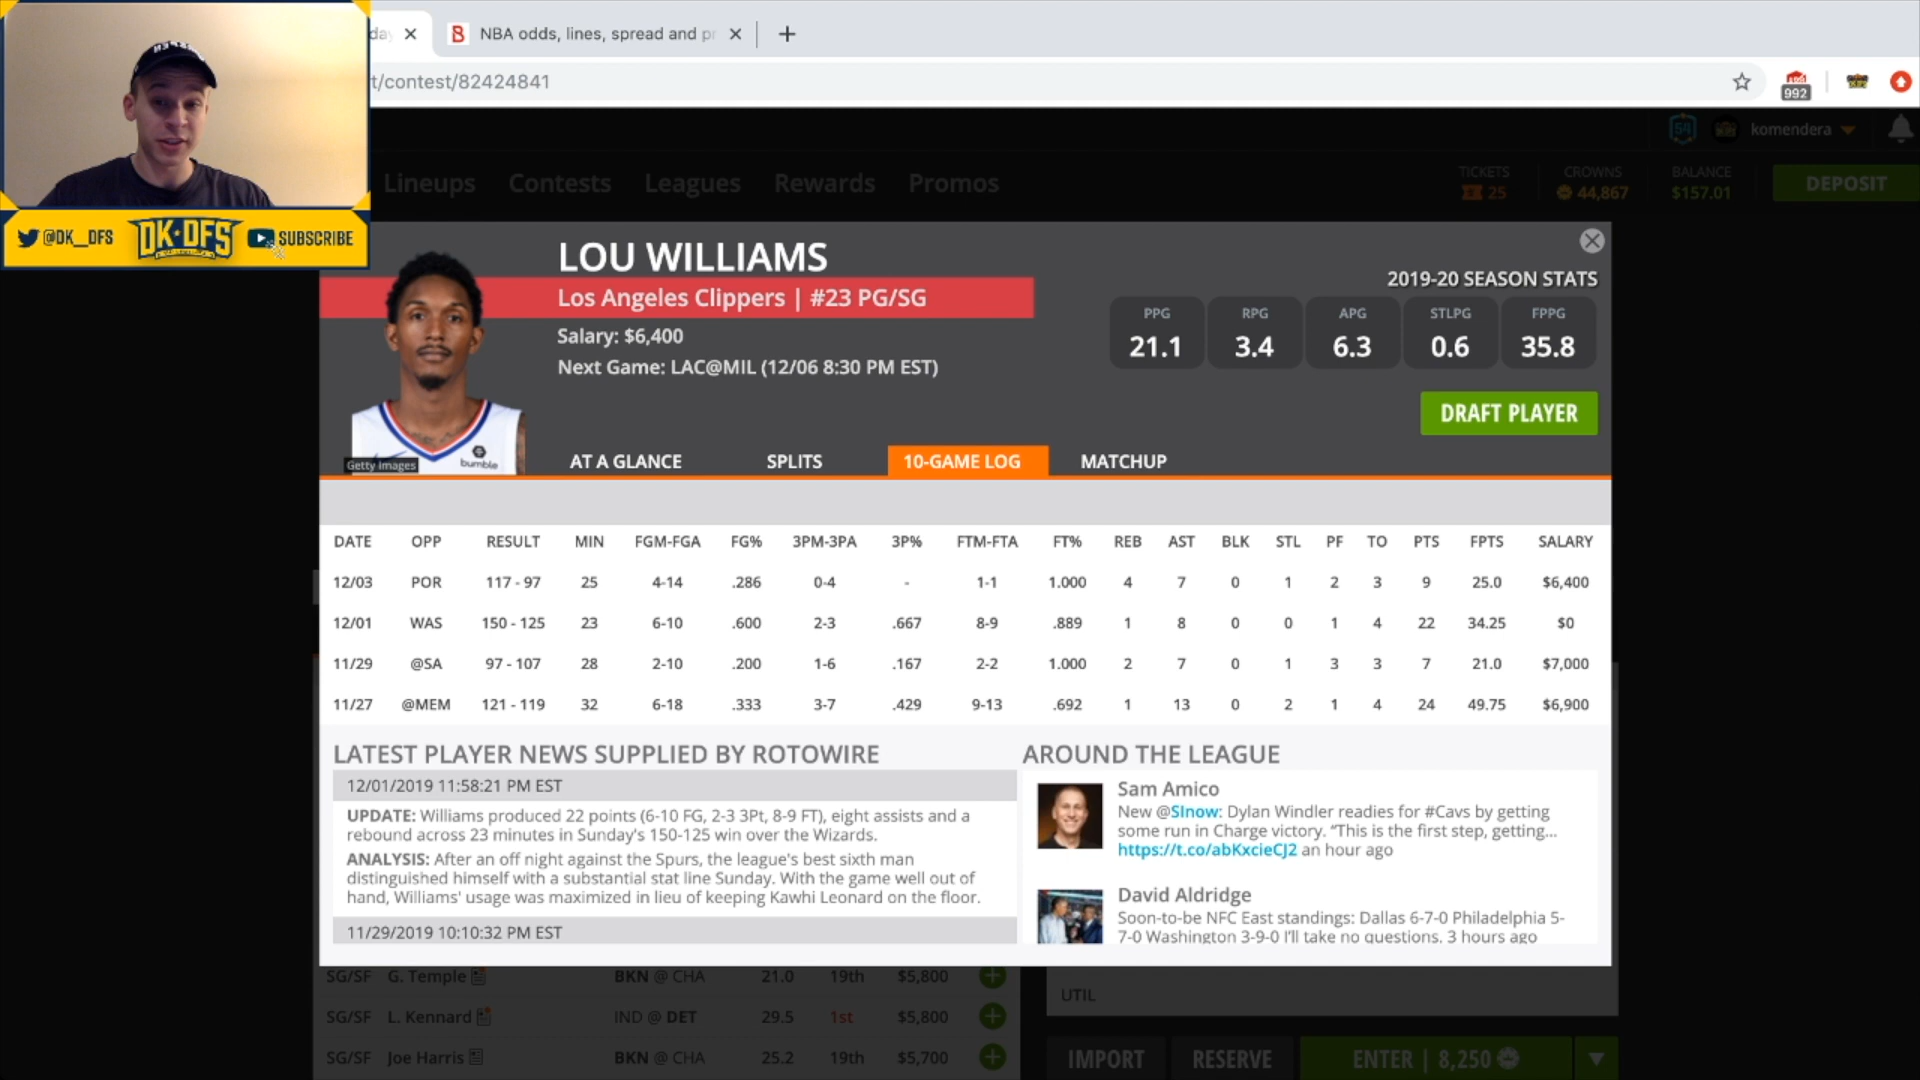 NBA odds, lines, spread and pr
t/contest/82424841
992
54
komendera
Lineups
Contests
Leagues
Rewards
Promos
TICKETS
25
CROWNS
44,867
BALANCE
$157.01
DEPOSIT
@DK__DFS
DK★DFS
SUBSCRIBE
LOU WILLIAMS
Los Angeles Clippers | #23 PG/SG
Salary: $6,400
Next Game: LAC@MIL (12/06 8:30 PM EST)
2019-20 SEASON STATS
PPG RPG APG STLPG FPPG
21.1 3.4 6.3 0.6 35.8
DRAFT PLAYER
Getty Images
bumble
AT A GLANCE SPLITS 10-GAME LOG MATCHUP
DATE OPP RESULT MIN FGM-FGA FG% 3PM-3PA 3P% FTM-FTA FT% REB AST BLK STL PF TO PTS FPTS SALARY
12/03 POR 117 - 97 25 4-14 .286 0-4 - 1-1 1.000 4 7 0 1 2 3 9 25.0 $6,400
12/01 WAS 150 - 125 23 6-10 .600 2-3 .667 8-9 .889 1 8 0 0 1 4 22 34.25 $0
11/29 @SA 97 - 107 28 2-10 .200 1-6 .167 2-2 1.000 2 7 0 1 3 3 7 21.0 $7,000
11/27 @MEM 121 - 119 32 6-18 .333 3-7 .429 9-13 .692 1 13 0 2 1 4 24 49.75 $6,900
LATEST PLAYER NEWS SUPPLIED BY ROTOWIRE
12/01/2019 11:58:21 PM EST
UPDATE: Williams produced 22 points (6-10 FG, 2-3 3Pt, 8-9 FT), eight assists and a
rebound across 23 minutes in Sunday's 150-125 win over the Wizards.
ANALYSIS: After an off night against the Spurs, the league's best sixth man
distinguished himself with a substantial stat line Sunday. With the game well out of
hand, Williams' usage was maximized in lieu of keeping Kawhi Leonard on the floor.
11/29/2019 10:10:32 PM EST
AROUND THE LEAGUE
Sam Amico
New @SInow: Dylan Windler readies for #Cavs by getting
some run in Charge victory. “This is the first step, getting...
https://t.co/abKxcieCJ2 an hour ago
David Aldridge
Soon-to-be NFC East standings: Dallas 6-7-0 Philadelphia 5-
7-0 Washington 3-9-0 I'll take no questions. 3 hours ago
SG/SF G. Temple BKN @ CHA 21.0 19th $5,800
SG/SF L. Kennard IND @ DET 29.5 1st $5,800
SG/SF Joe Harris BKN @ CHA 25.2 19th $5,700
UTIL
IMPORT
RESERVE
ENTER | 8,250